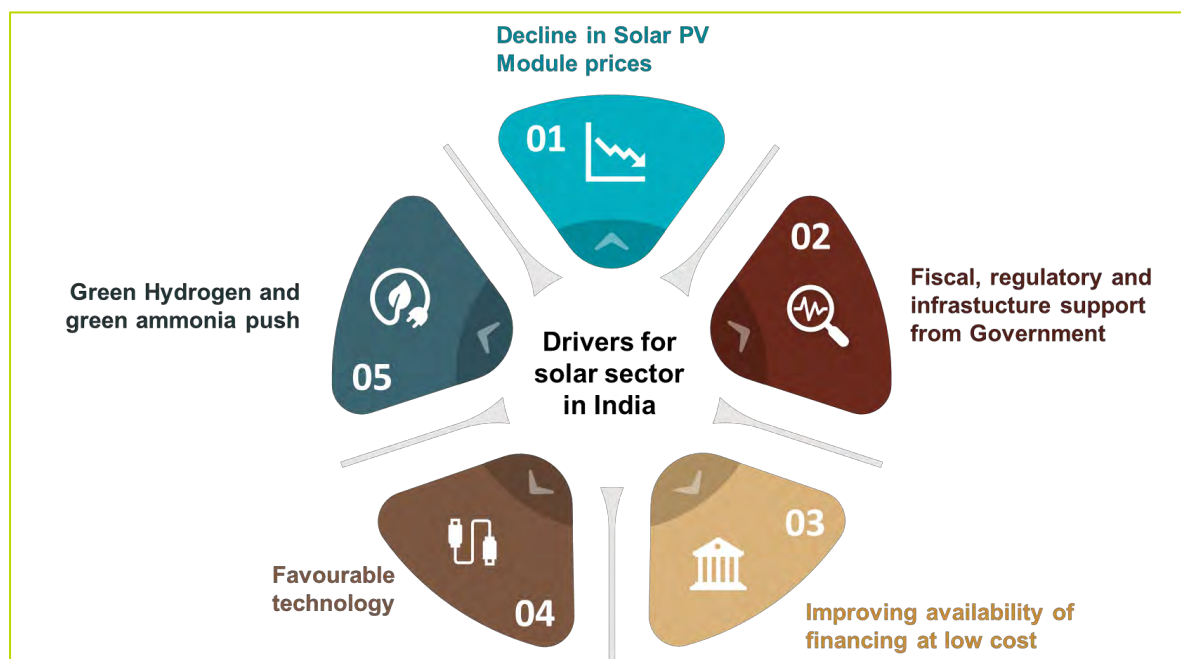 Decline in Solar PV
Module prices
01
02
Fiscal, regulatory and
infrastucture support
from Government
Drivers for
solar sector
in India
03
Improving availability of
financing at low cost
04
Favourable
technology
05
Green Hydrogen and
green ammonia push